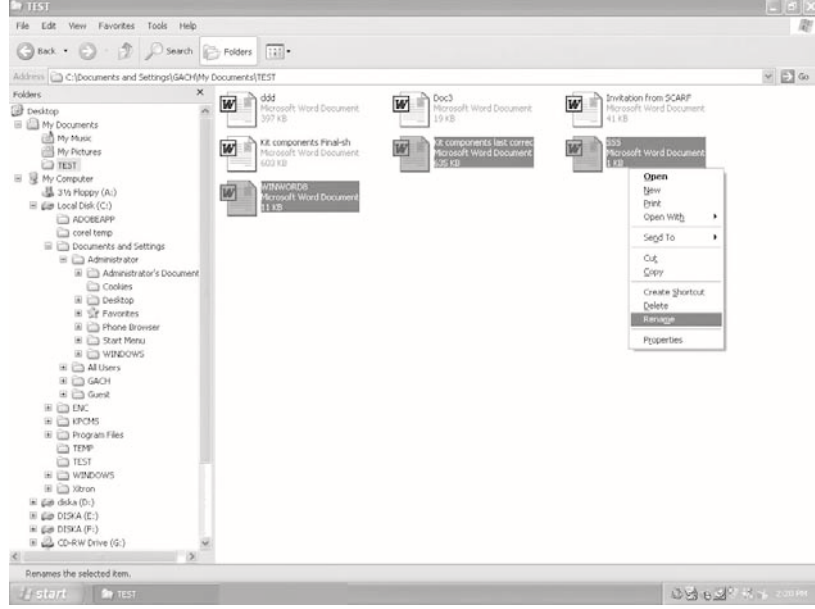 TEST
File Edit View Favorites Tools Help
Back Search Folders
Address C:\Documents and Settings\GACH\My Documents\TEST Go
Folders
Desktop
My Documents
My Music
My Pictures
TEST
My Computer
3½ Floppy (A:)
Local Disk (C:)
ADOBEAPP
corel temp
Documents and Settings
Administrator
Administrator's Document
Cookies
Desktop
Favorites
Phone Browser
Start Menu
WINDOWS
All Users
GACH
Guest
ENC
KPCMS
Program Files
TEMP
TEST
WINDOWS
Xitron
diska (D:)
DISKA (E:)
DISKA (F:)
CD-RW Drive (G:)
ddd
Microsoft Word Document
397 KB
Doc3
Microsoft Word Document
19 KB
Invitation from SCARF
Microsoft Word Document
41 KB
Kit components Final-sh
Microsoft Word Document
603 KB
Kit components last correc
Microsoft Word Document
635 KB
SSS
Microsoft Word Document
1 KB
WINWORD8
Microsoft Word Document
11 KB
Open
New
Print
Open With
Send To
Cut
Copy
Create Shortcut
Delete
Rename
Properties
Renames the selected item.
start TEST 2:00 PM